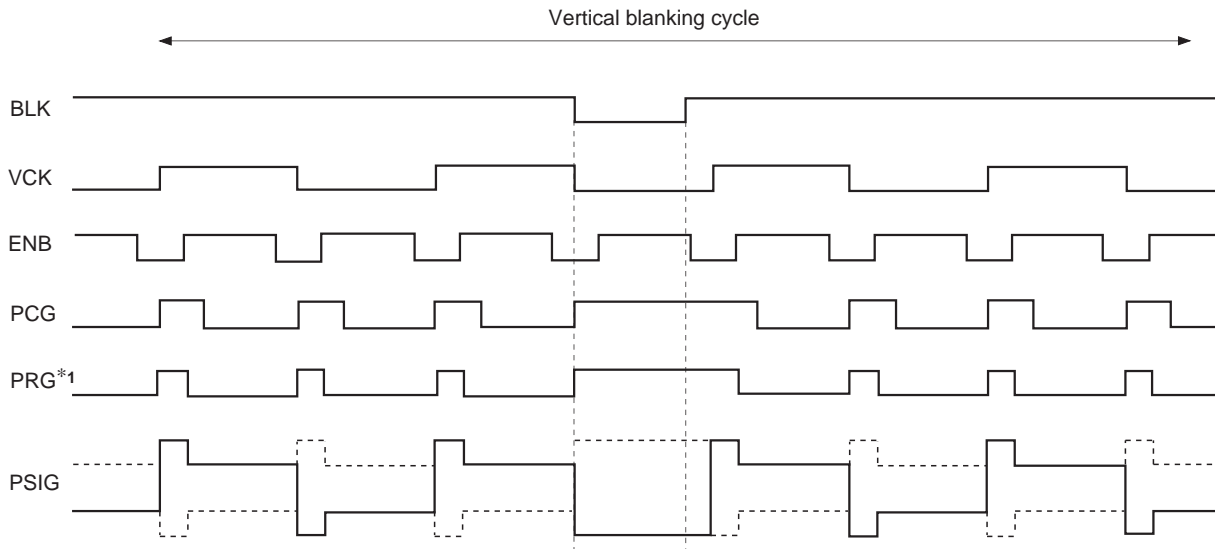 Vertical blanking cycle
BLK
VCK
ENB
PCG
PRG*1
PSIG